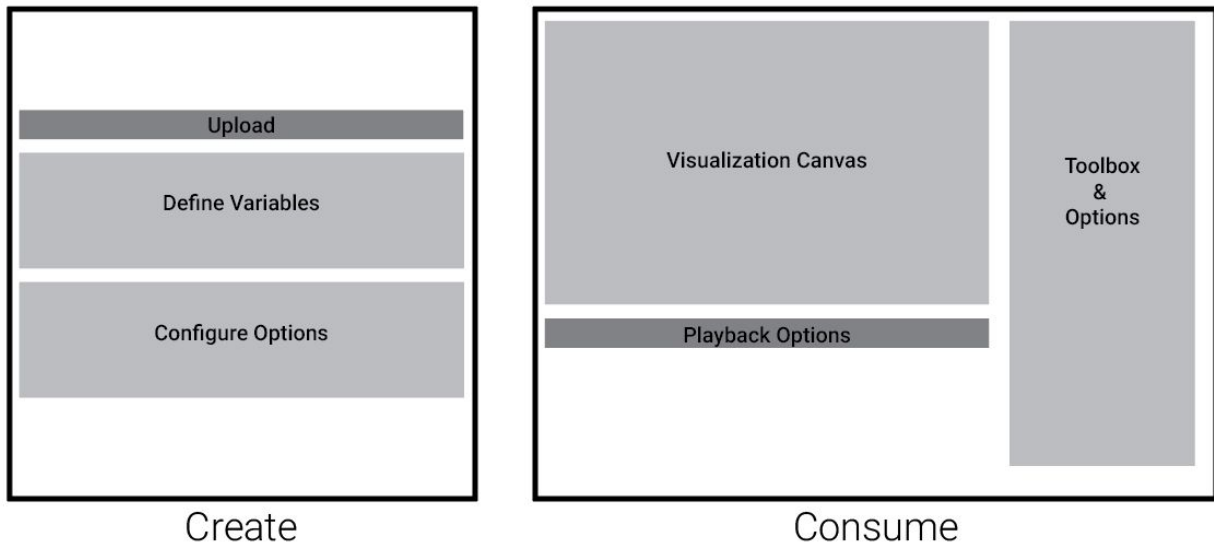 Upload
Define Variables
Configure Options
Create
Visualization Canvas
Playback Options
Toolbox
&
Options
Consume